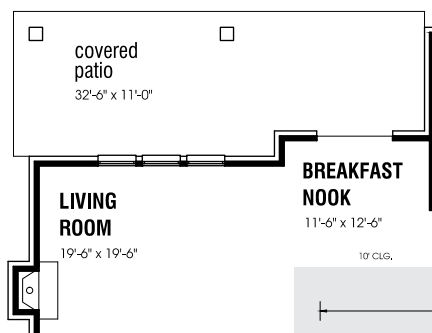 covered
patio
32'-6" x 11'-0"
LIVING
ROOM
19'-6" x 19'-6"
BREAKFAST
NOOK
11'-6" x 12'-6"
10' CLG.